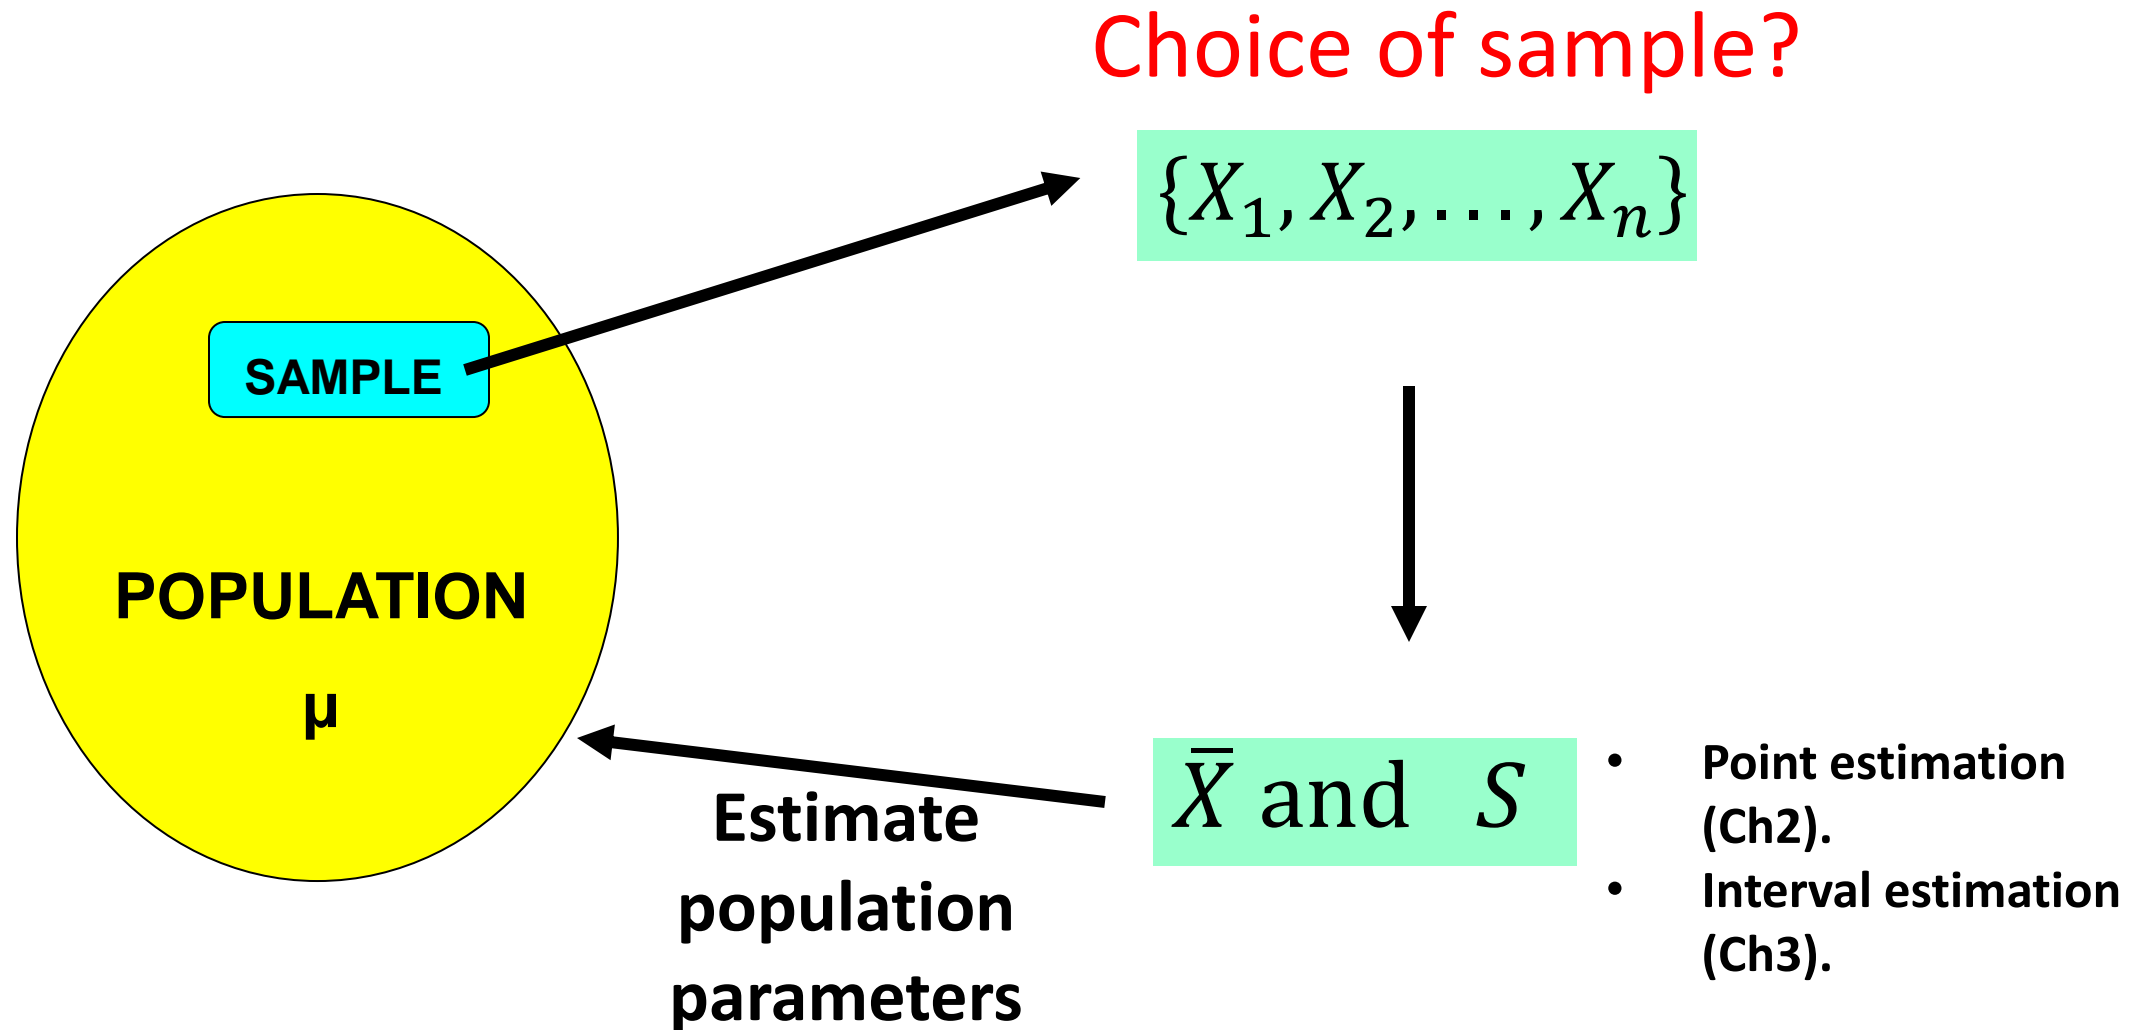 Choice of sample?
{X₁, X₂, . . . , Xₙ}
SAMPLE
POPULATION
μ
X̅ and S
Estimate
population
parameters
• Point estimation
(Ch2).
• Interval estimation
(Ch3).